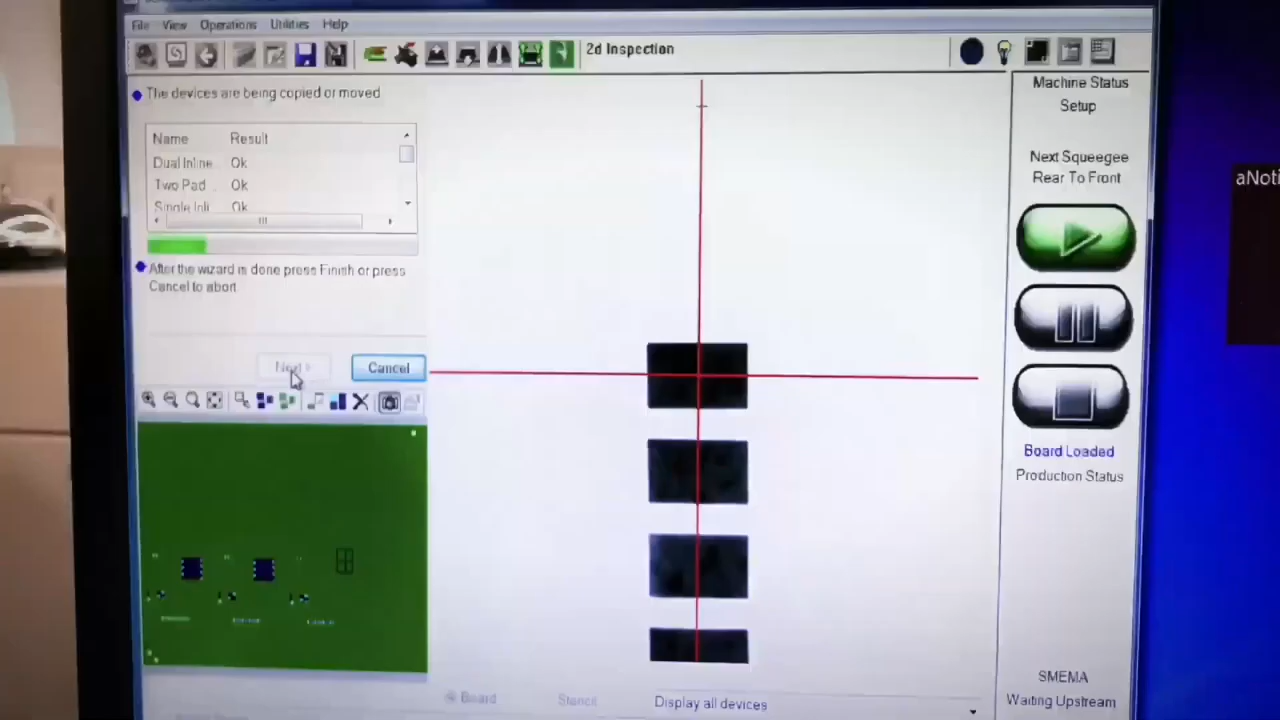 File View Operations Utilities Help
2d Inspection
The devices are being copied or moved
Name Result
Dual Inline Ok
Two Pad Ok
Single Inli Ok
After the wizard is done press Finish or press
Cancel to abort
Next >
Cancel
Board Stencil Display all devices
Machine Status
Setup
Next Squeegee
Rear To Front
Board Loaded
Production Status
SMEMA
Waiting Upstream
aNoti